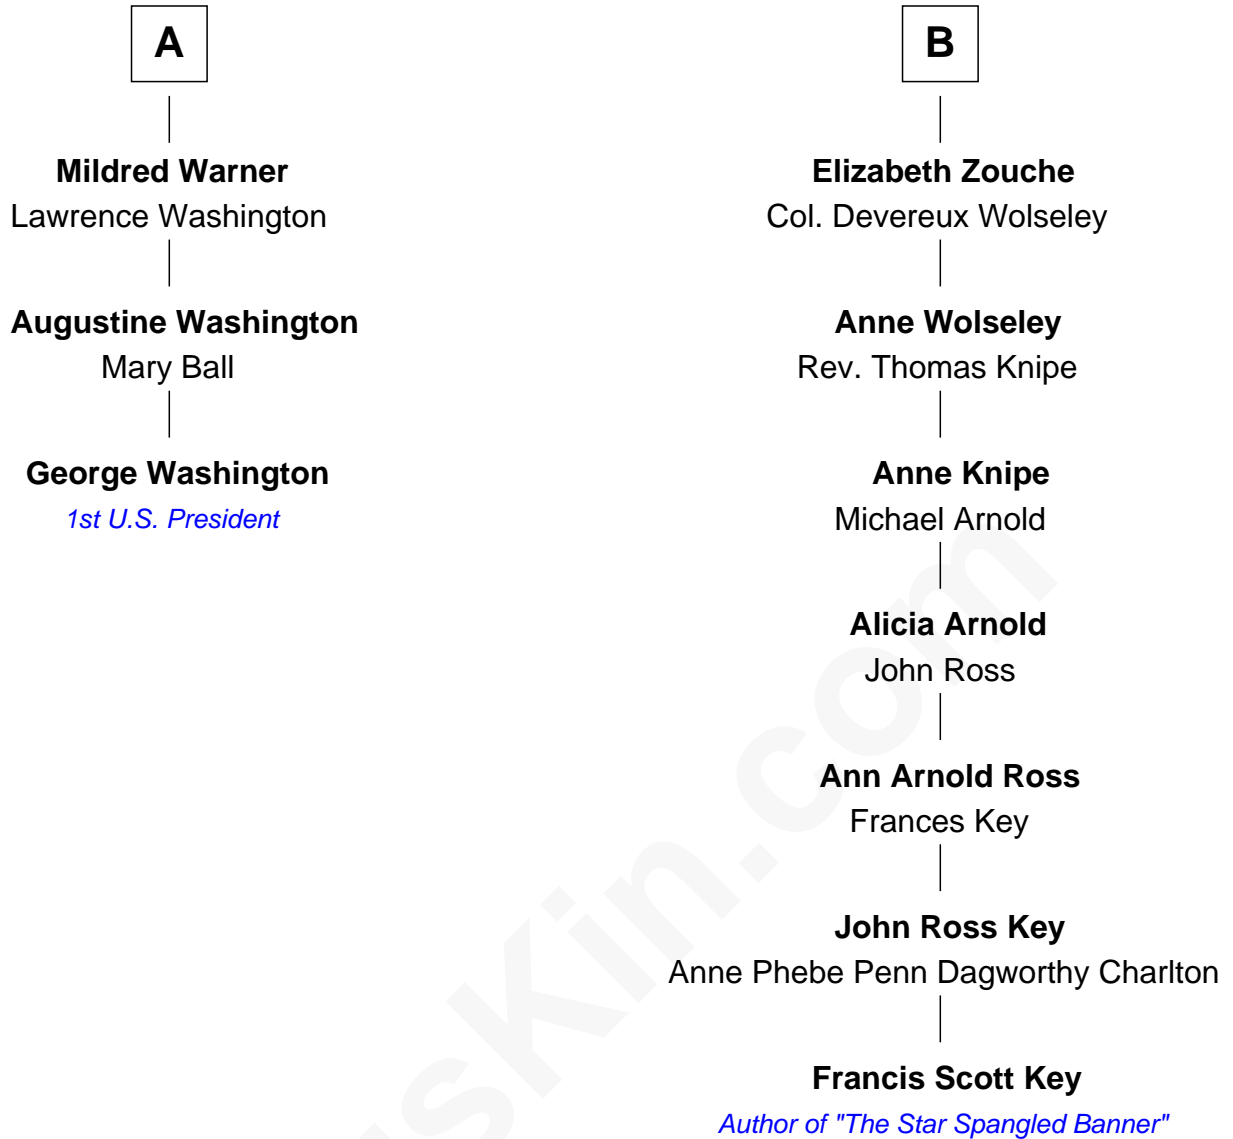 A
Mildred Warner
Lawrence Washington
Augustine Washington
Mary Ball
George Washington
1st U.S. President
B
Elizabeth Zouche
Col. Devereux Wolseley
Anne Wolseley
Rev. Thomas Knipe
Anne Knipe
Michael Arnold
Alicia Arnold
John Ross
Ann Arnold Ross
Frances Key
John Ross Key
Anne Phebe Penn Dagworthy Charlton
Francis Scott Key
Author of "The Star Spangled Banner"
sKin.com